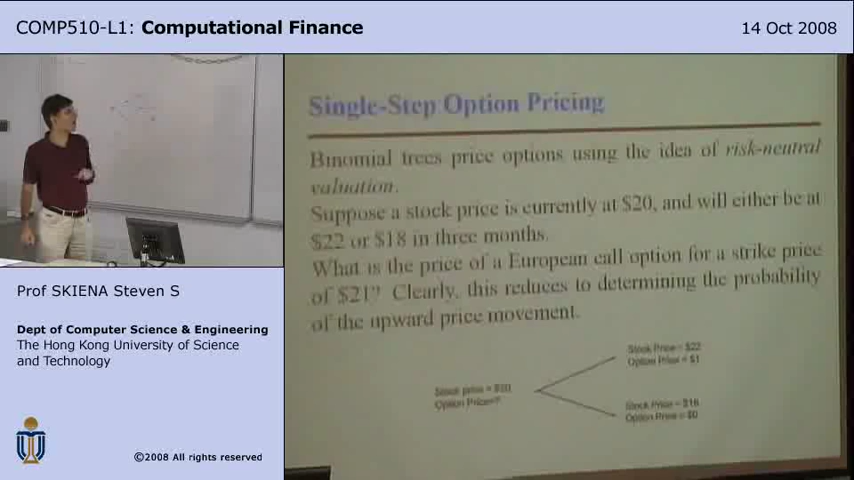 COMP510-L1: Computational Finance
14 Oct 2008
Single-Step Option Pricing
Binomial trees price options using the idea of risk-neutral
valuation.
Suppose a stock price is currently at $20, and will either be at
$22 or $18 in three months.
What is the price of a European call option for a strike price
of $21? Clearly, this reduces to determining the probability
of the upward price movement.
Stock Price = $22
Option Price = $1
Stock price = $20
Option Price=?
Stock Price = $18
Option Price = $0
Prof SKIENA Steven S
Dept of Computer Science & Engineering
The Hong Kong University of Science
and Technology
©2008 All rights reserved